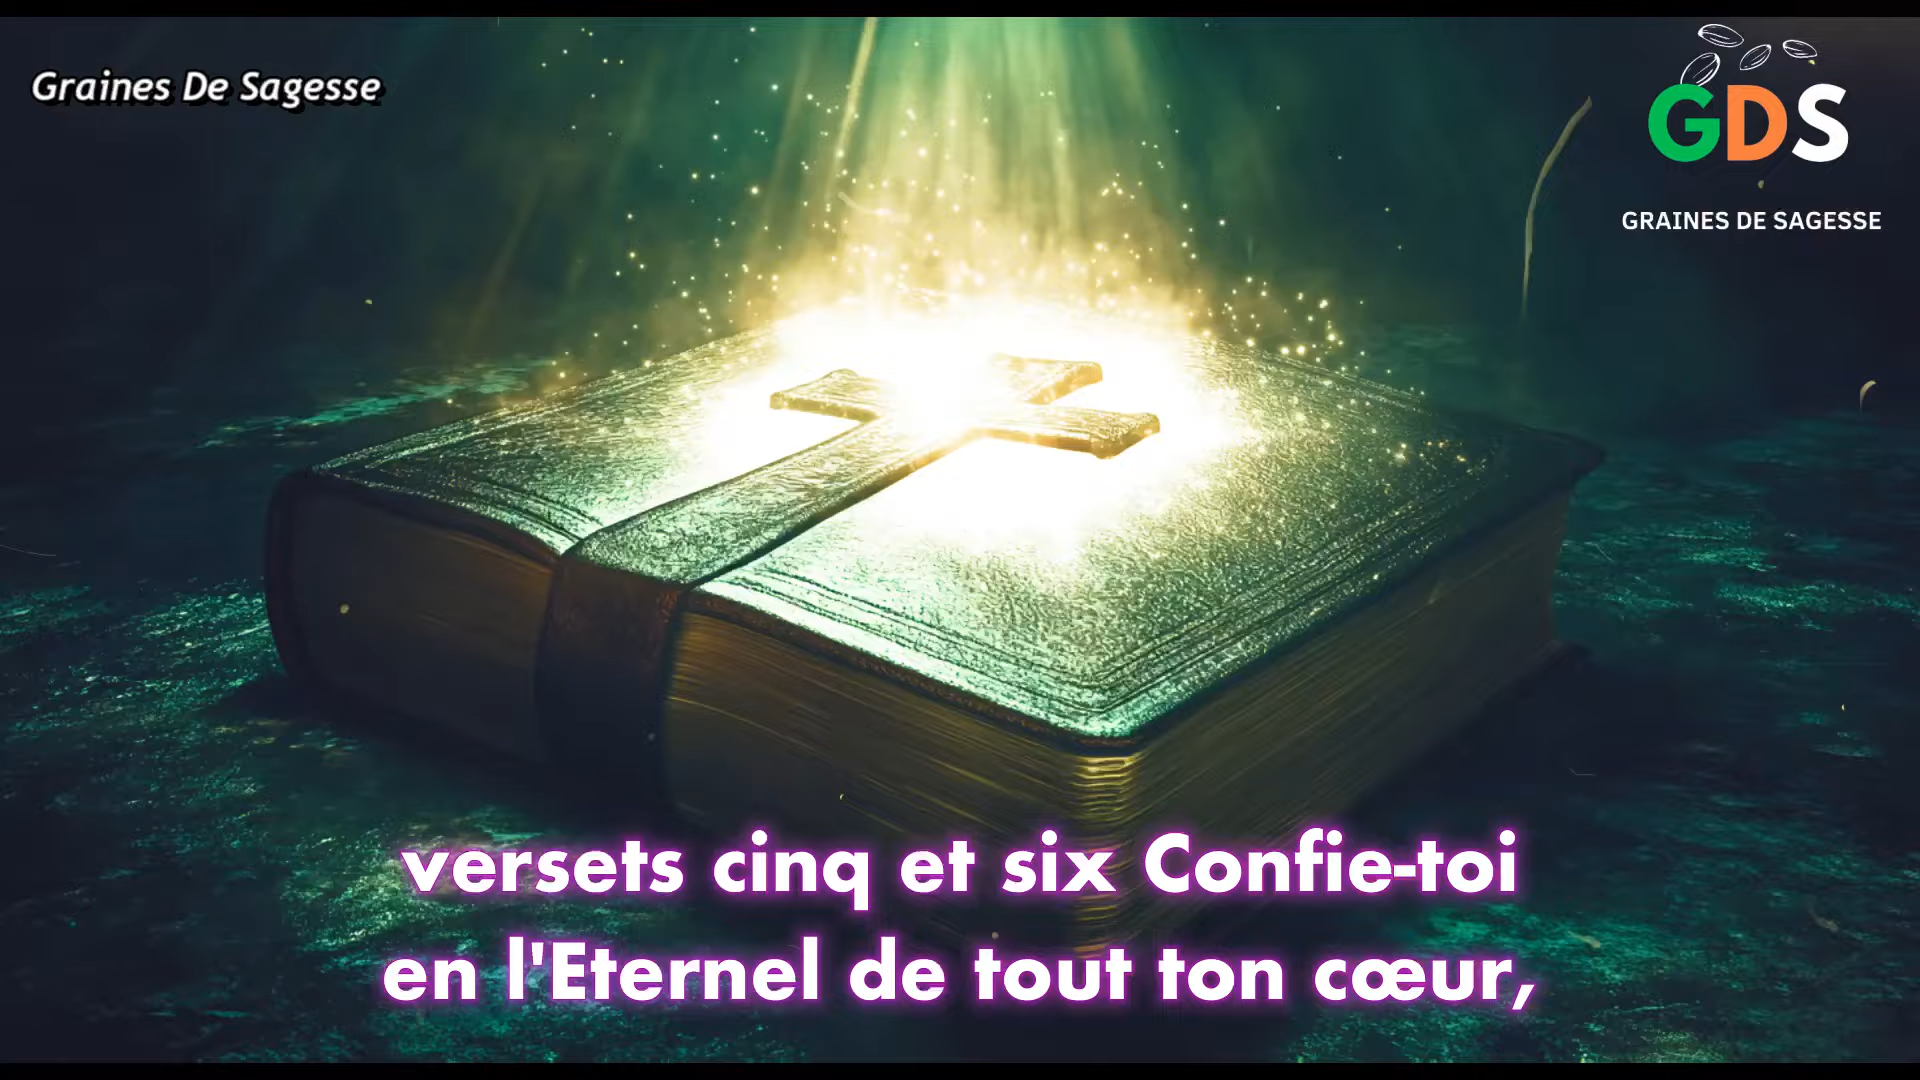 Graines De Sagesse
GDS
GRAINES DE SAGESSE
versets cinq et six Confie-toi
en l'Eternel de tout ton cœur,